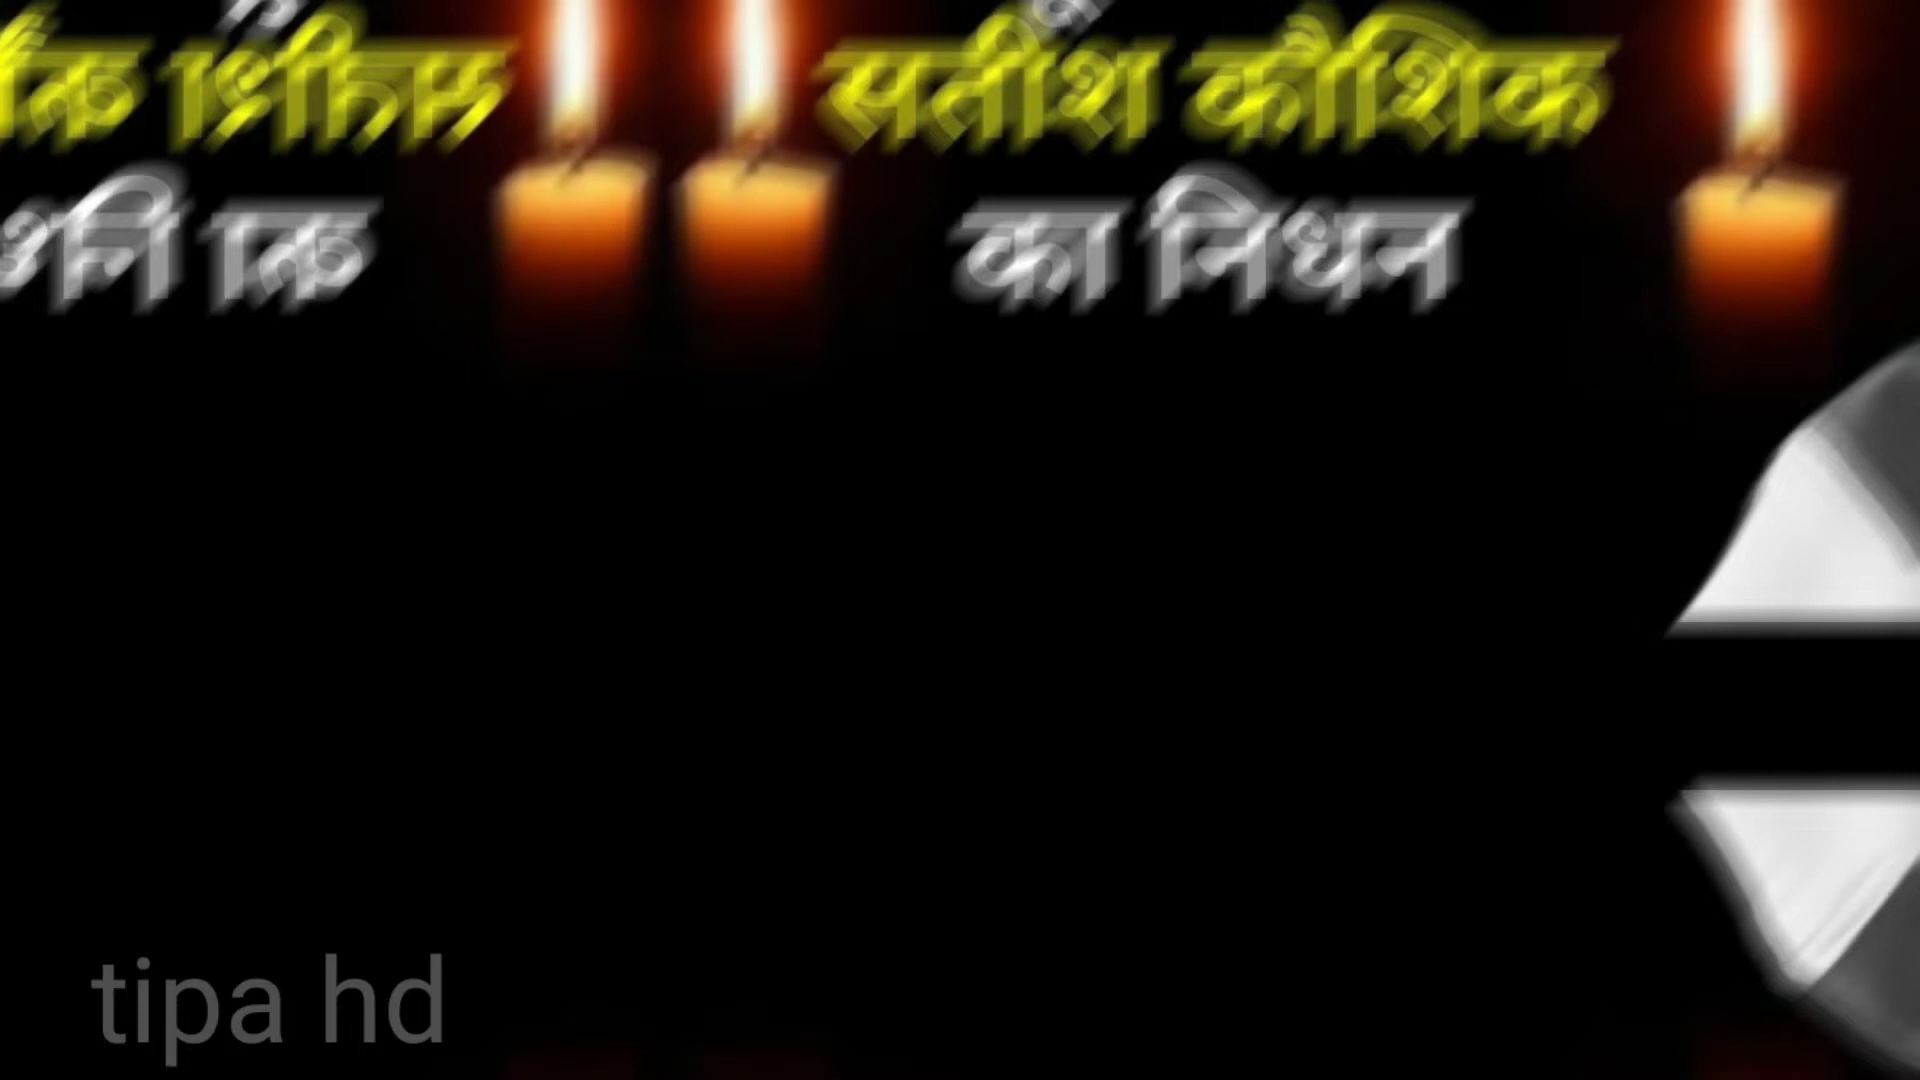 सतीश कौशिक
का निधन
tipa hd